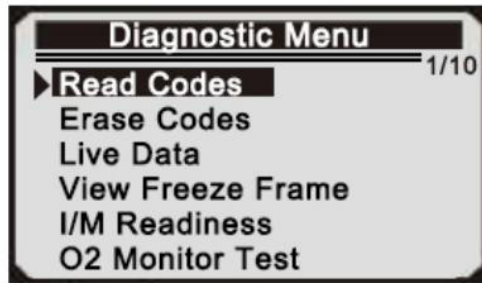 Diagnostic Menu
1/10
Read Codes
Erase Codes
Live Data
View Freeze Frame
I/M Readiness
O2 Monitor Test